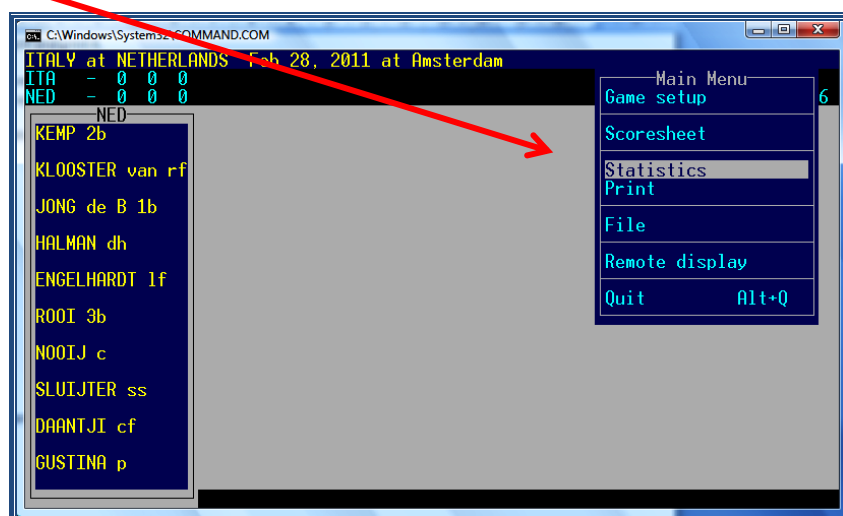 C:\Windows\System32\COMMAND.COM
ITALY at NETHERLANDS Feb 28, 2011 at Amsterdam
ITA - 0 0 0
NED - 0 0 0
6
NED
KEMP 2b
KLOOSTER van rf
JONG de B 1b
HALMAN dh
ENGELHARDT lf
ROOI 3b
NOOIJ c
SLUIJTER ss
DAANTJI cf
GUSTINA p
Main Menu
Game setup
Scoresheet
Statistics
Print
File
Remote display
Quit Alt+Q